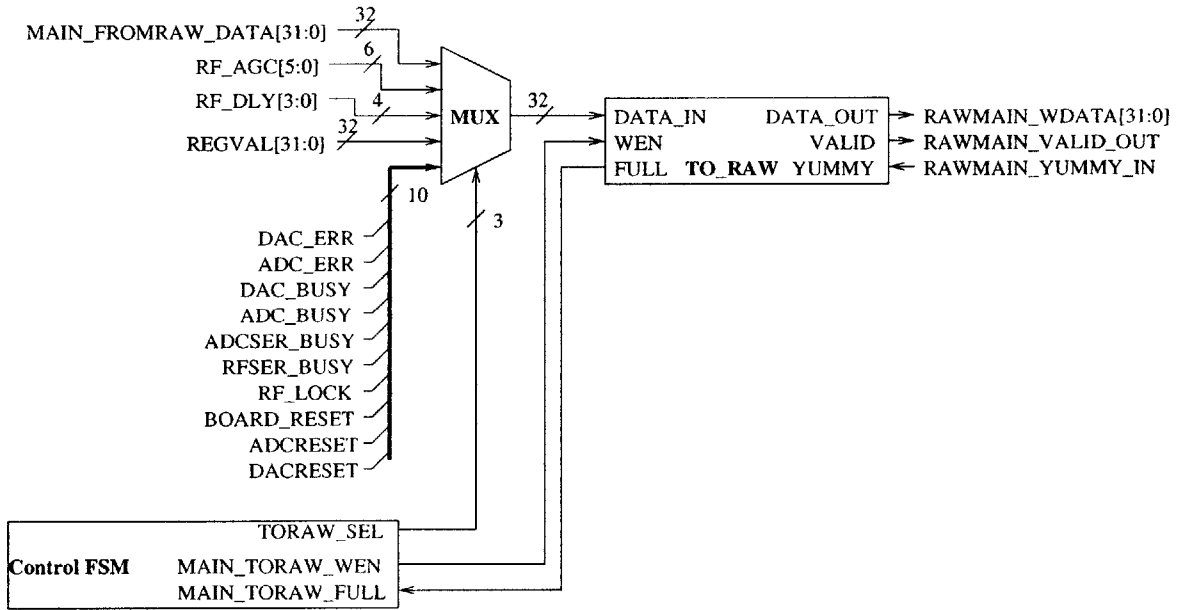 MAIN_FROMRAW_DATA[31:0] 32
RF_AGC[5:0] 6
RF_DLY[3:0] 4
REGVAL[31:0] 32
MUX
32
10
3
DATA_IN DATA_OUT
WEN VALID
FULL TO_RAW YUMMY
RAWMAIN_WDATA[31:0]
RAWMAIN_VALID_OUT
RAWMAIN_YUMMY_IN
DAC_ERR
ADC_ERR
DAC_BUSY
ADC_BUSY
ADCSER_BUSY
RFSER_BUSY
RF_LOCK
BOARD_RESET
ADCRESET
DACRESET
TORAW_SEL
Control FSM MAIN_TORAW_WEN
MAIN_TORAW_FULL